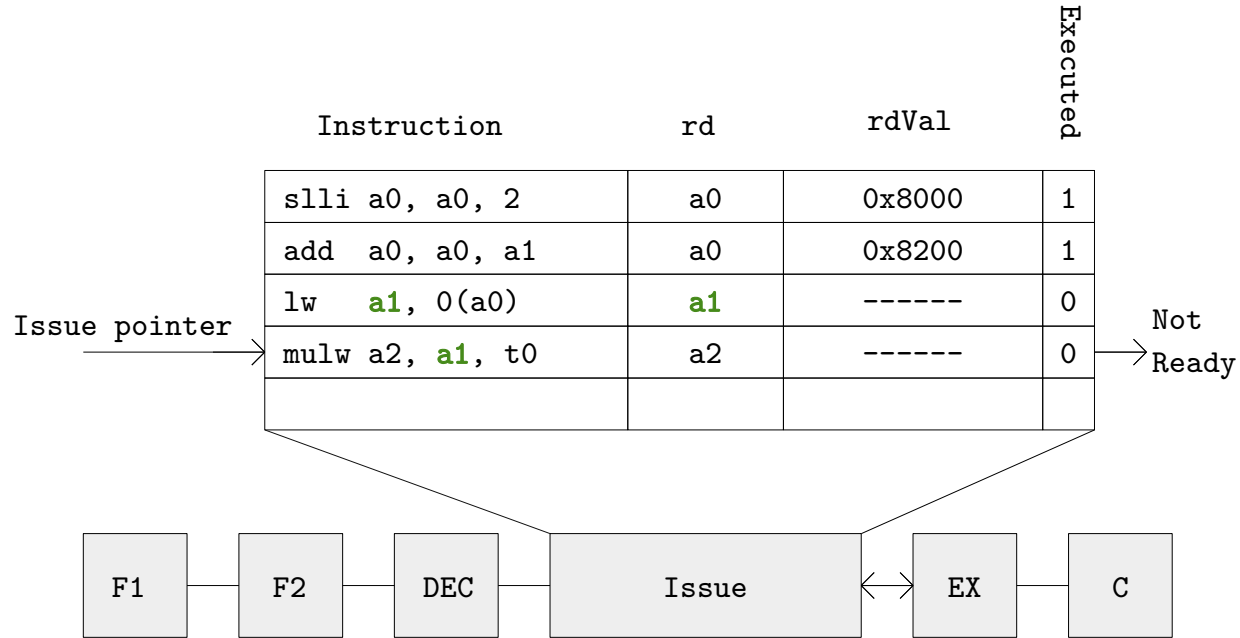 Executed
Instruction rd rdVal
slli a0, a0, 2 a0 0x8000 1
add a0, a0, a1 a0 0x8200 1
lw a1, 0(a0) a1 ------ 0
Issue pointer
mulw a2, a1, t0 a2 ------ 0
Not
Ready
F1 F2 DEC Issue EX C